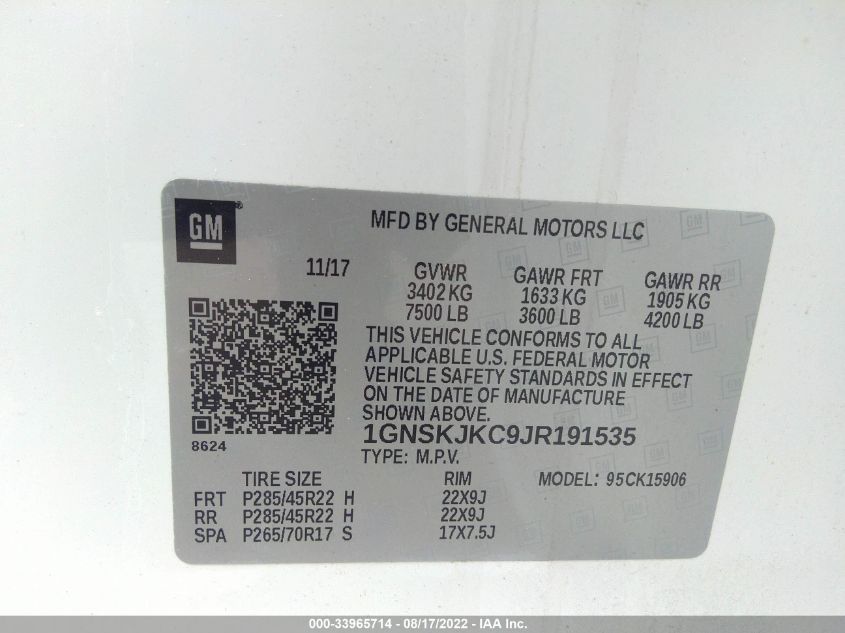 GM®
MFD BY GENERAL MOTORS LLC
11/17
GVWR
3402 KG
7500 LB
GAWR FRT
1633 KG
3600 LB
GAWR RR
1905 KG
4200 LB
THIS VEHICLE CONFORMS TO ALL
APPLICABLE U.S. FEDERAL MOTOR
VEHICLE SAFETY STANDARDS IN EFFECT
ON THE DATE OF MANUFACTURE
SHOWN ABOVE.
8624
1GNSKJKC9JR191535
TYPE: M.P.V.
TIRE SIZE RIM MODEL: 95CK15906
FRT P285/45R22 H 22X9J
RR P285/45R22 H 22X9J
SPA P265/70R17 S 17X7.5J
000-33965714 - 08/17/2022 - IAA Inc.